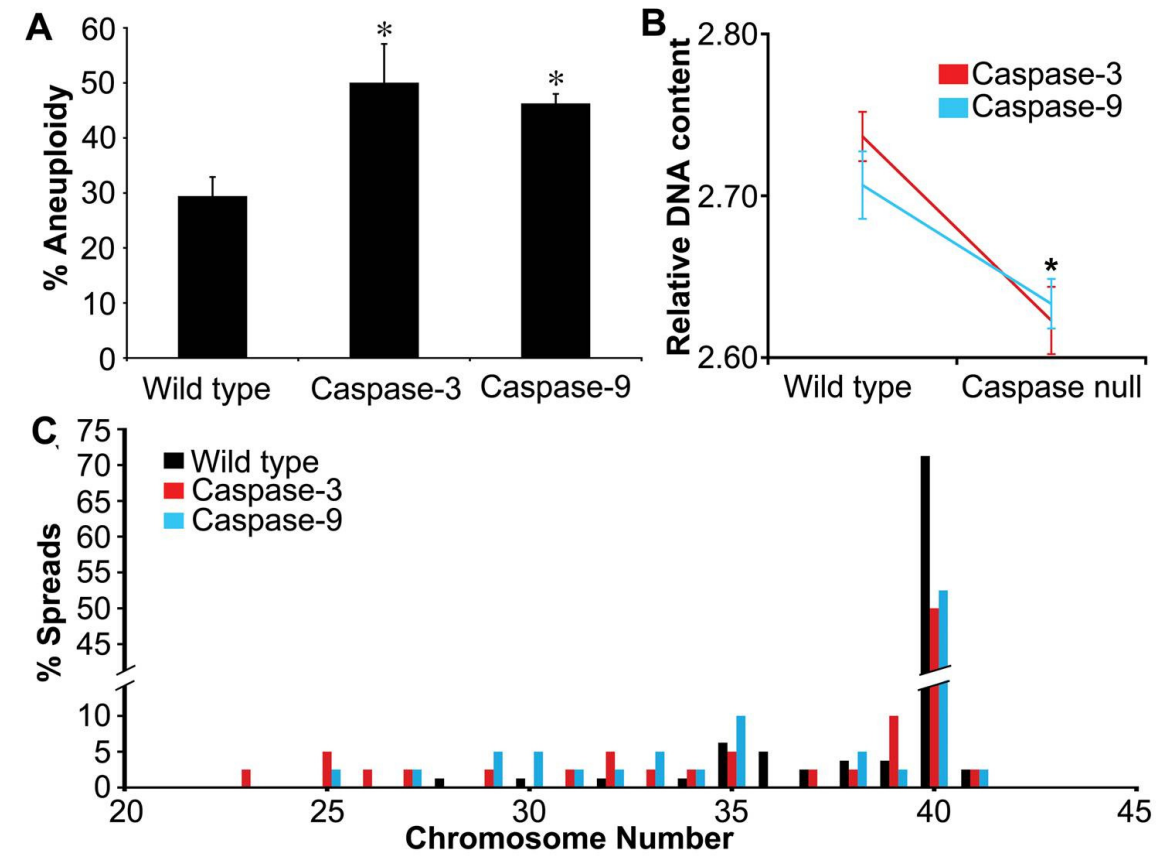 A
60
50
40
30
20
10
0
% Aneuploidy
*
*
Wild type
Caspase-3
Caspase-9
B
2.80
2.70
2.60
Relative DNA content
Caspase-3
Caspase-9
*
Wild type
Caspase null
C
75
70
65
60
55
50
45
10
5
0
% Spreads
Wild type
Caspase-3
Caspase-9
20
25
30
35
40
45
Chromosome Number